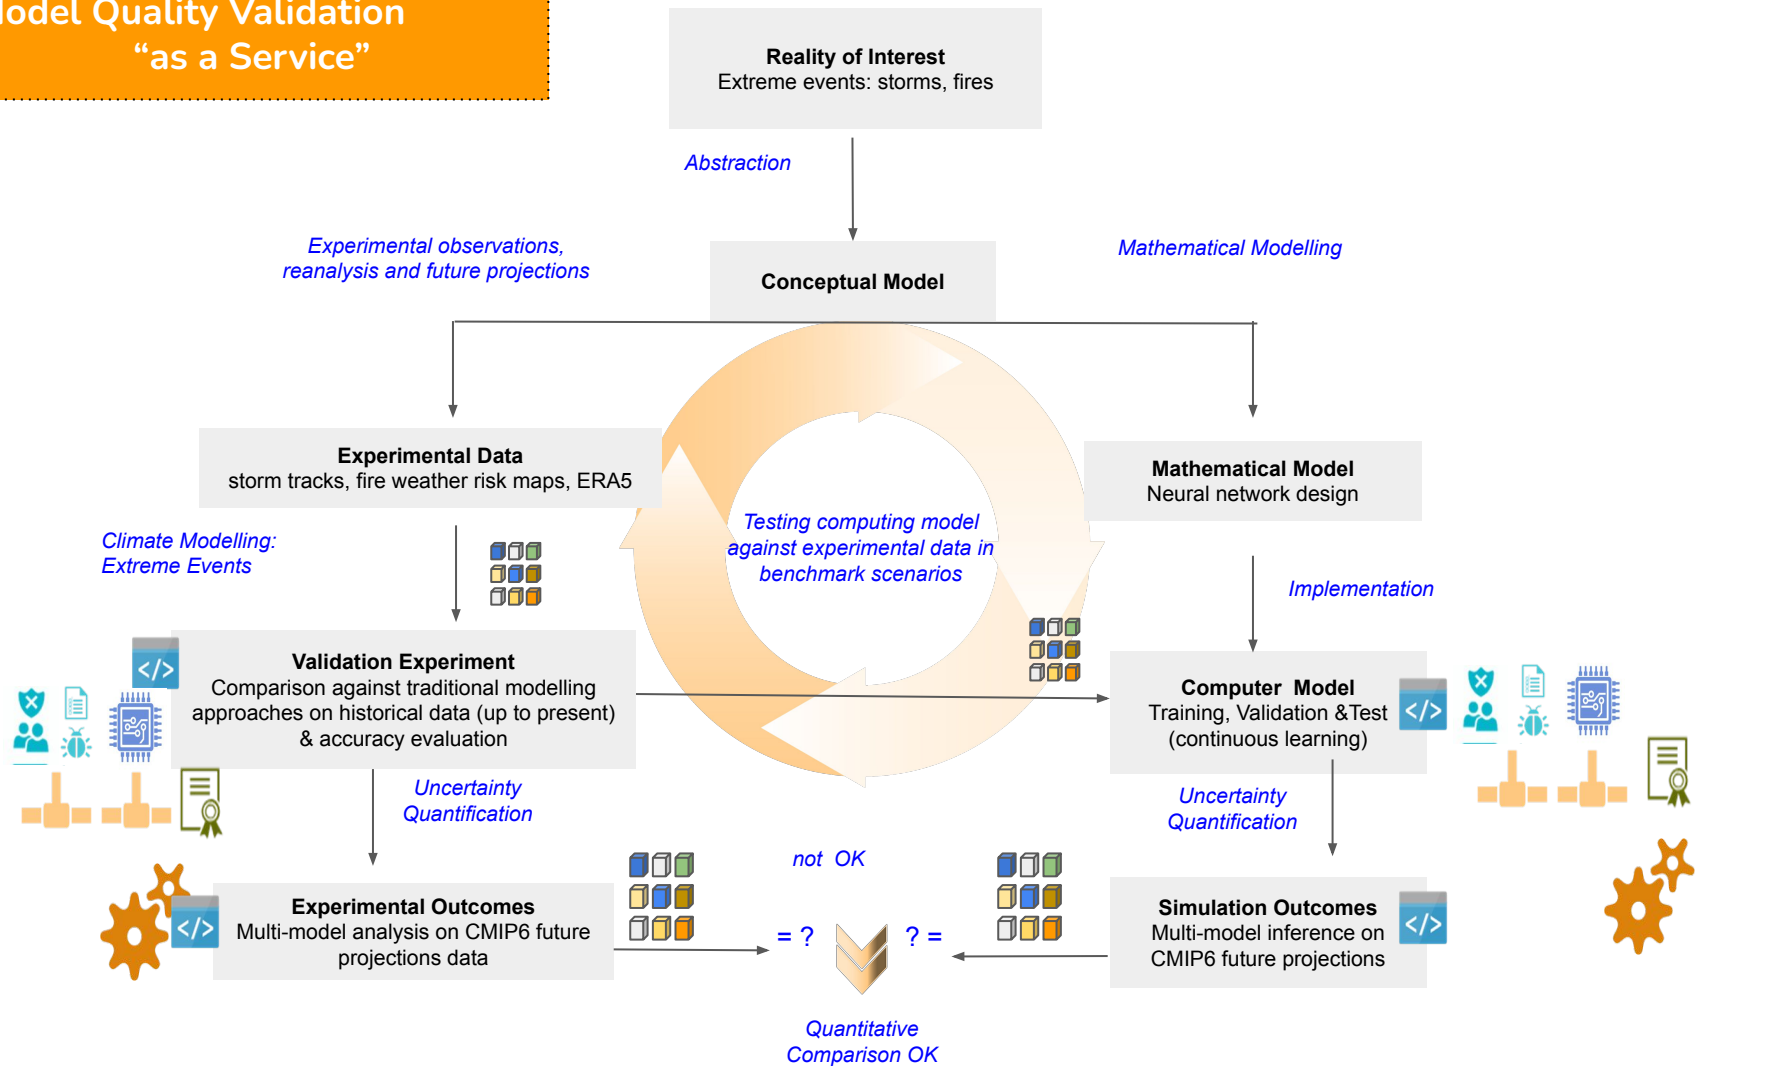 Model Quality Validation
“as a Service”
Reality of Interest
Extreme events: storms, fires
Abstraction
Experimental observations,
reanalysis and future projections
Mathematical Modelling
Conceptual Model
Experimental Data
storm tracks, fire weather risk maps, ERA5
Mathematical Model
Neural network design
Testing computing model
against experimental data in
benchmark scenarios
Climate Modelling:
Extreme Events
Implementation
</>
Validation Experiment
Comparison against traditional modelling
approaches on historical data (up to present)
& accuracy evaluation
Computer  Model
Training, Validation &Test
(continuous learning)
</>
Uncertainty
Quantification
Uncertainty
Quantification
not  OK
</>
Experimental Outcomes
Multi-model analysis on CMIP6 future
projections data
= ?
? =
Simulation Outcomes
Multi-model inference on
CMIP6 future projections
</>
Quantitative
Comparison OK